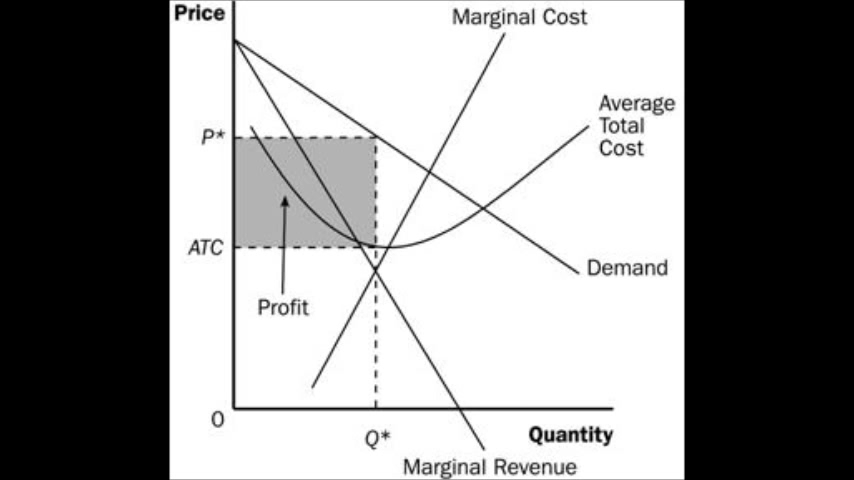 Price
Marginal Cost
Average
Total
Cost
P*
ATC
Demand
Profit
0
Q*
Quantity
Marginal Revenue